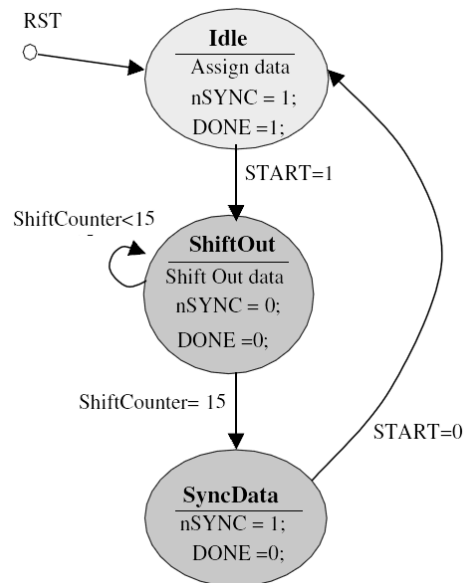 RST
Idle
Assign data
nSYNC = 1;
DONE =1;
START=1
ShiftCounter<15
ShiftOut
Shift Out data
nSYNC = 0;
DONE =0;
ShiftCounter= 15
START=0
SyncData
nSYNC = 1;
DONE =0;